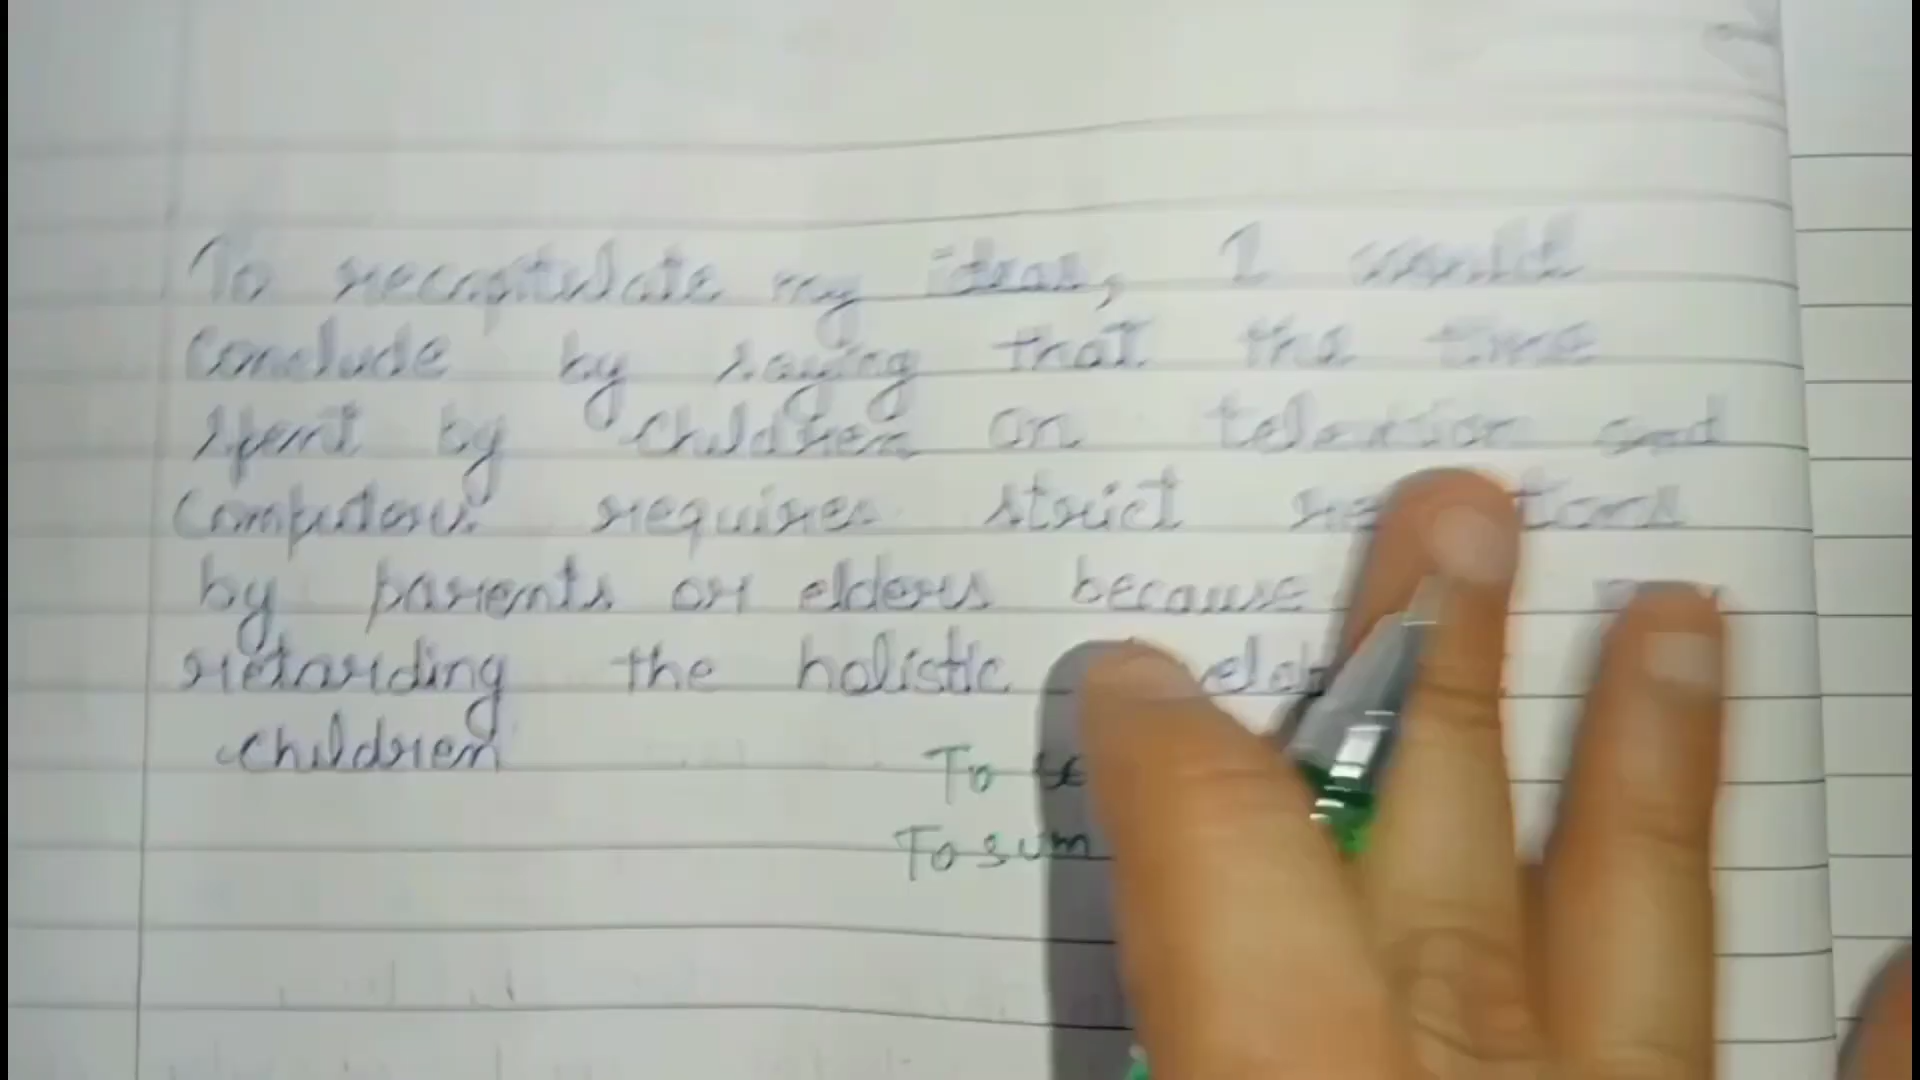 To recapitulate my ideas, I would
conclude by saying that the time
spent by children on television and
computers requires strict
by parents or elders because
retarding the holistic
children
To
To sum